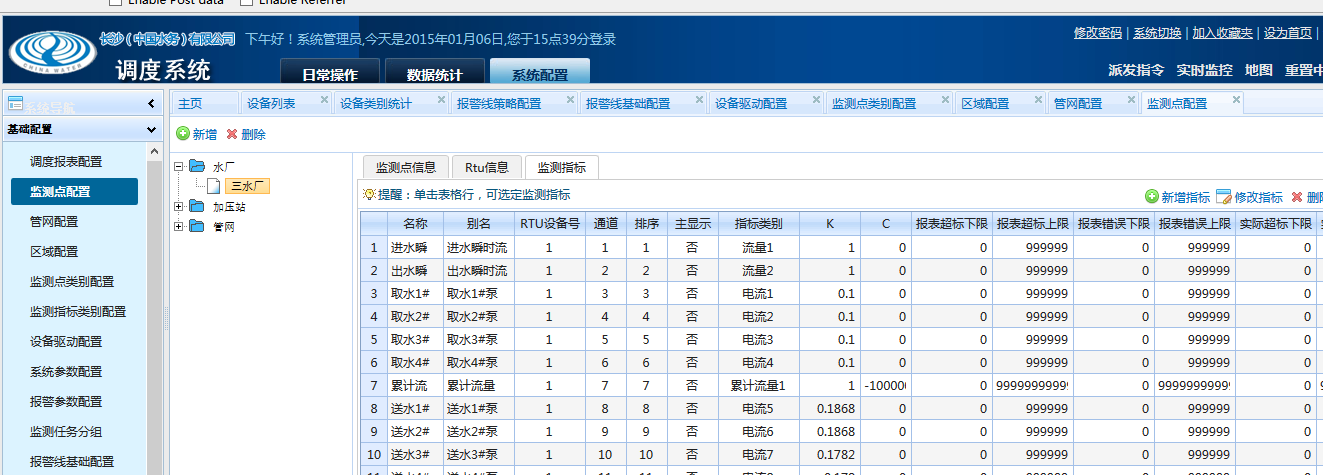 Enable Post data Enable Referrer
长沙（中国水务）有限公司 下午好！系统管理员,今天是2015年01月06日,您于15点39分登录
修改密码 | 系统切换 | 加入收藏夹 | 设为首页 |
CHINA WATER
调度系统
日常操作 数据统计 系统配置
派发指令 实时监控 地图
系统导航
主页 设备列表 设备类别统计 报警线策略配置 报警线基础配置 设备驱动配置 监测点类别配置 区域配置 管网配置 监测点配置
基础配置
新增 删除
调度报表配置
监测点配置
管网配置
区域配置
监测点类别配置
监测指标类别配置
设备驱动配置
系统参数配置
报警参数配置
监测任务分组
报警线基础配置
水厂
三水厂
加压站
管网
监测点信息 Rtu信息 监测指标
提醒：单击表格行，可选定监测指标
新增指标 修改指标
名称 别名 RTU设备号 通道 排序 主显示 指标类别 K C 报表超标下限 报表超标上限 报表错误下限 报表错误上限 实际超标下限
1 进水瞬 进水瞬时流 1 1 1 否 流量1 1 0 0 999999 0 999999 0
2 出水瞬 出水瞬时流 1 2 2 否 流量2 1 0 0 999999 0 999999 0
3 取水1# 取水1#泵 1 3 3 否 电流1 0.1 0 0 999999 0 999999 0
4 取水2# 取水2#泵 1 4 4 否 电流2 0.1 0 0 999999 0 999999 0
5 取水3# 取水3#泵 1 5 5 否 电流3 0.1 0 0 999999 0 999999 0
6 取水4# 取水4#泵 1 6 6 否 电流4 0.1 0 0 999999 0 999999 0
7 累计流 累计流量 1 7 7 否 累计流量1 1 -100000 0 9999999999 0 9999999999 0
8 送水1# 送水1#泵 1 8 8 否 电流5 0.1868 0 0 999999 0 999999 0
9 送水2# 送水2#泵 1 9 9 否 电流6 0.1868 0 0 999999 0 999999 0
10 送水3# 送水3#泵 1 10 10 否 电流7 0.1782 0 0 999999 0 999999 0